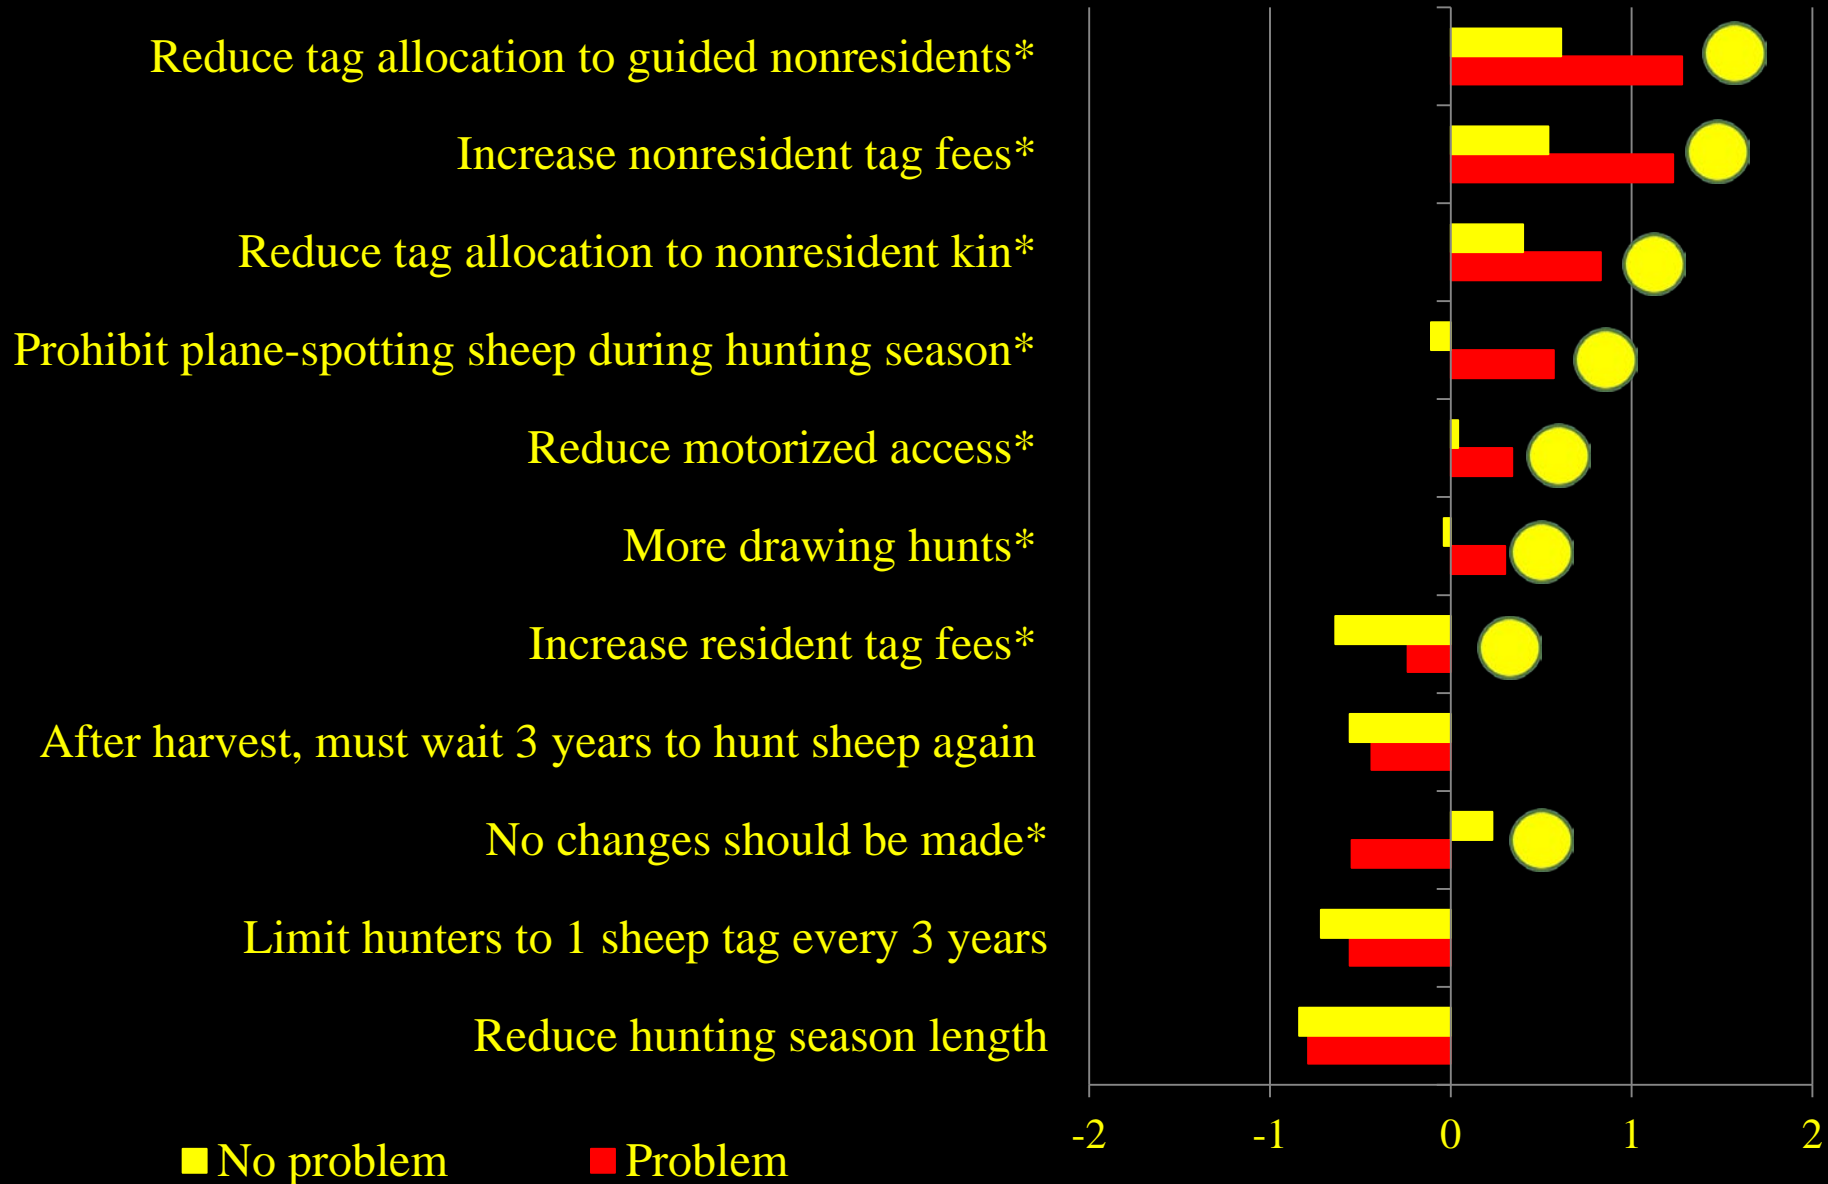 Reduce tag allocation to guided nonresidents*
Increase nonresident tag fees*
Reduce tag allocation to nonresident kin*
Prohibit plane-spotting sheep during hunting season*
Reduce motorized access*
More drawing hunts*
Increase resident tag fees*
After harvest, must wait 3 years to hunt sheep again
No changes should be made*
Limit hunters to 1 sheep tag every 3 years
Reduce hunting season length
-2 -1 0 1 2
No problem Problem